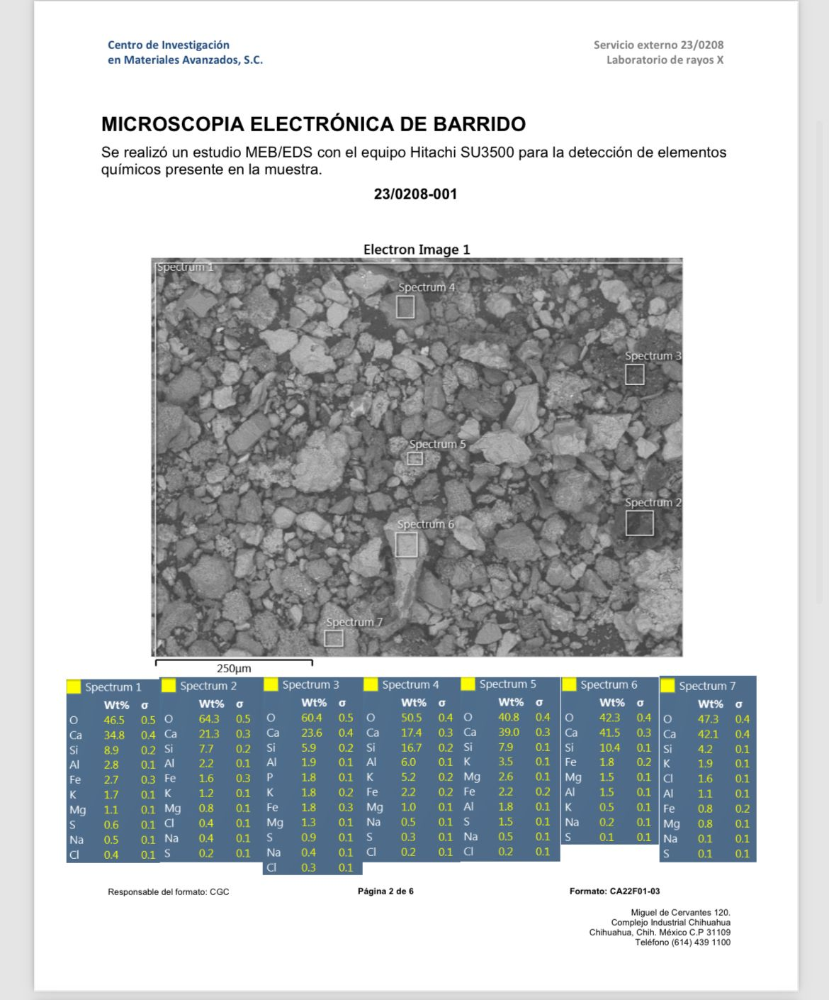 Centro de Investigación
en Materiales Avanzados, S.C.
Servicio externo 23/0208
Laboratorio de rayos X
MICROSCOPIA ELECTRÓNICA DE BARRIDO
Se realizó un estudio MEB/EDS con el equipo Hitachi SU3500 para la detección de elementos
químicos presente en la muestra.
23/0208-001
Electron Image 1
Spectrum 1
Spectrum 4
Spectrum 3
Spectrum 5
Spectrum 2
Spectrum 6
Spectrum 7
250µm
Spectrum 1
Wt% σ
O 46.5 0.5
Ca 34.8 0.4
Si 8.9 0.2
Al 2.8 0.1
Fe 2.7 0.3
K 1.7 0.1
Mg 1.1 0.1
S 0.6 0.1
Na 0.5 0.1
Cl 0.4 0.1
Spectrum 2
Wt% σ
O 64.3 0.5
Ca 21.3 0.3
Si 7.7 0.2
Al 2.2 0.1
Fe 1.6 0.3
K 1.2 0.1
Mg 0.8 0.1
Cl 0.4 0.1
Na 0.4 0.1
S 0.2 0.1
Spectrum 3
Wt% σ
O 60.4 0.5
Ca 23.6 0.4
Si 5.9 0.2
Al 1.9 0.1
P 1.8 0.1
K 1.8 0.2
Fe 1.8 0.3
Mg 1.3 0.1
S 0.9 0.1
Na 0.4 0.1
Cl 0.3 0.1
Spectrum 4
Wt% σ
O 50.5 0.4
Ca 17.4 0.3
Si 16.7 0.2
Al 6.0 0.1
K 5.2 0.2
Fe 2.2 0.2
Mg 1.0 0.1
Na 0.5 0.1
S 0.3 0.1
Cl 0.2 0.1
Spectrum 5
Wt% σ
O 40.8 0.4
Ca 39.0 0.3
Si 7.9 0.1
K 3.5 0.1
Mg 2.6 0.1
Fe 2.2 0.2
Al 1.8 0.1
S 1.5 0.1
Na 0.5 0.1
Cl 0.2 0.1
Spectrum 6
Wt% σ
O 42.3 0.4
Ca 41.5 0.3
Si 10.4 0.1
Fe 1.8 0.2
Mg 1.5 0.1
Al 1.5 0.1
K 0.5 0.1
Na 0.2 0.1
S 0.1 0.1
Spectrum 7
Wt% σ
O 47.3 0.4
Ca 42.1 0.4
Si 4.2 0.1
K 1.9 0.1
Cl 1.6 0.1
Al 1.1 0.1
Fe 0.8 0.2
Mg 0.8 0.1
Na 0.1 0.1
S 0.1 0.1
Responsable del formato: CGC
Página 2 de 6
Formato: CA22F01-03
Miguel de Cervantes 120.
Complejo Industrial Chihuahua
Chihuahua, Chih. México C.P 31109
Teléfono (614) 439 1100